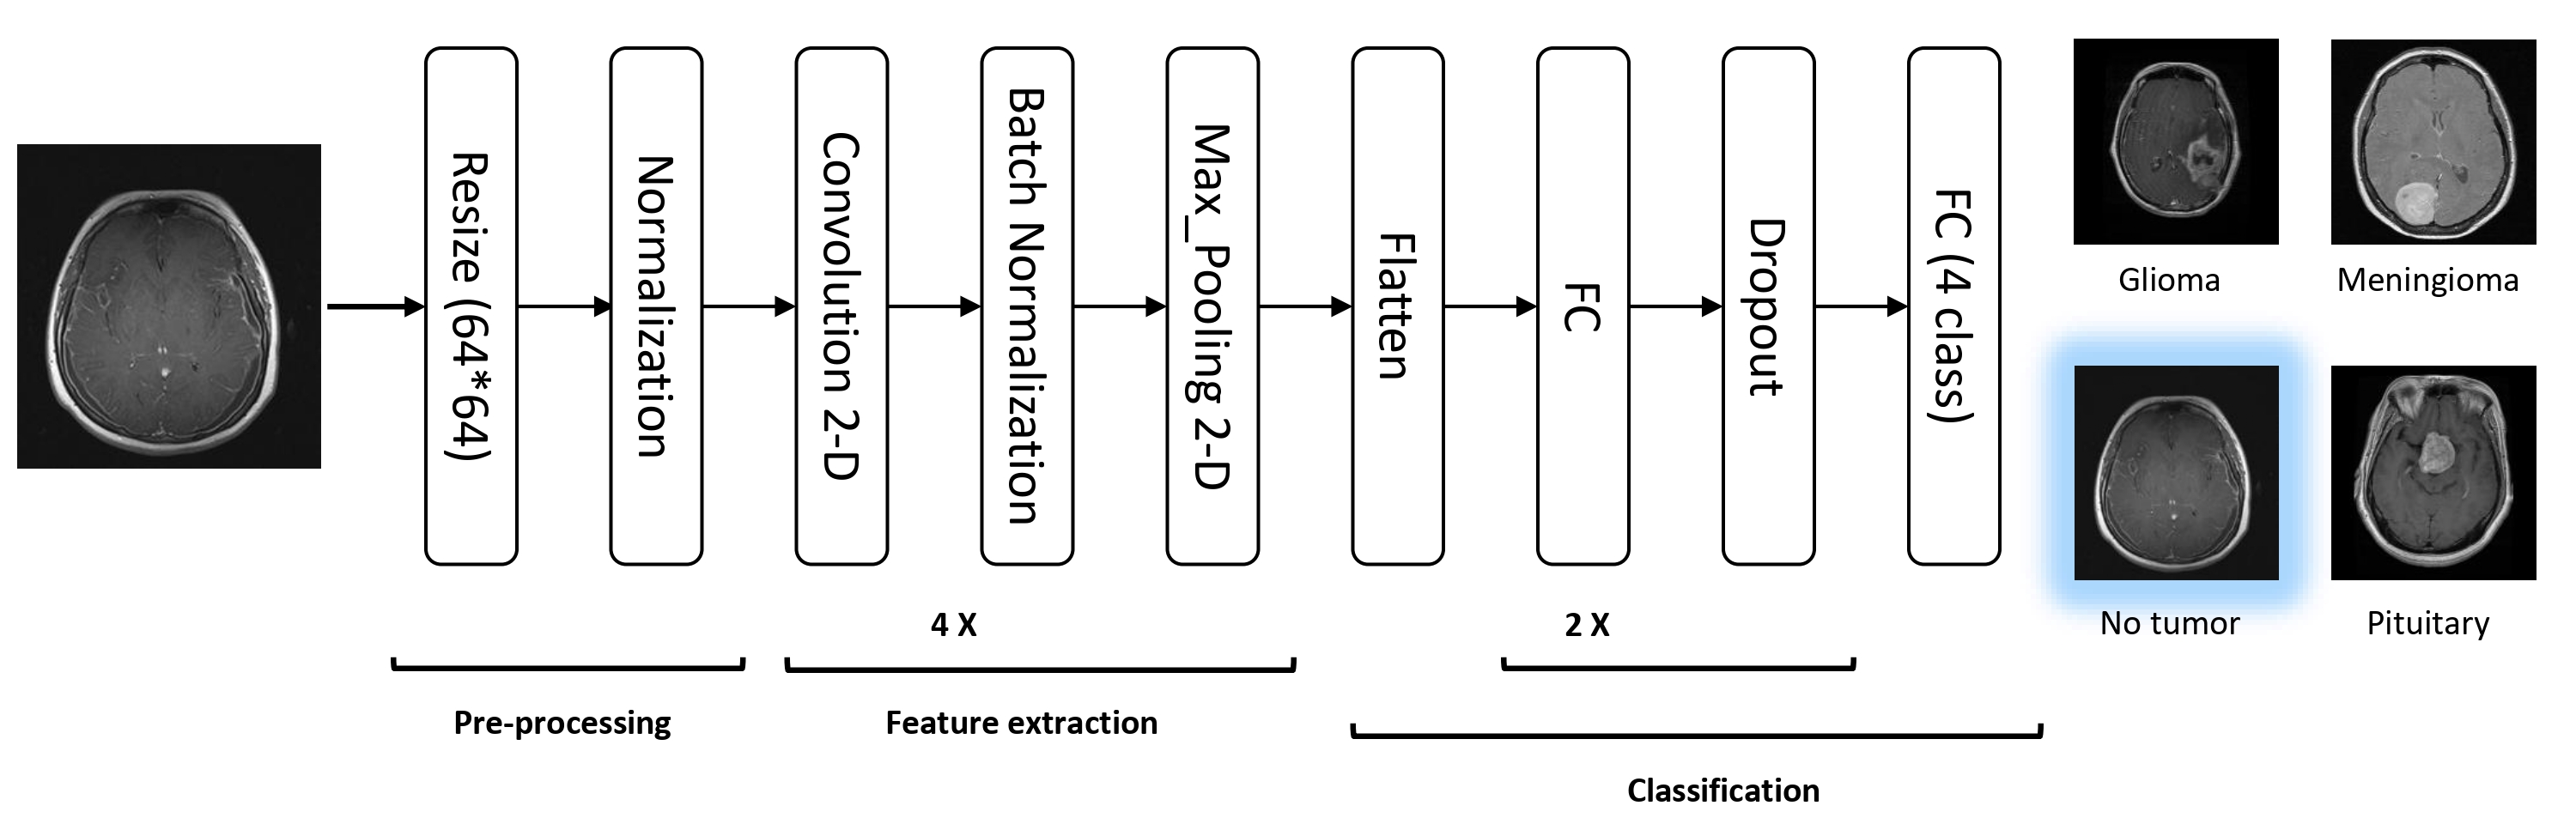 Resize (64*64)
Normalization
Convolution 2-D
Batch Normalization
Max_Pooling 2-D
Flatten
FC
Dropout
FC (4 class)
Glioma
Meningioma
No tumor
Pituitary
4 X
2 X
Pre-processing
Feature extraction
Classification